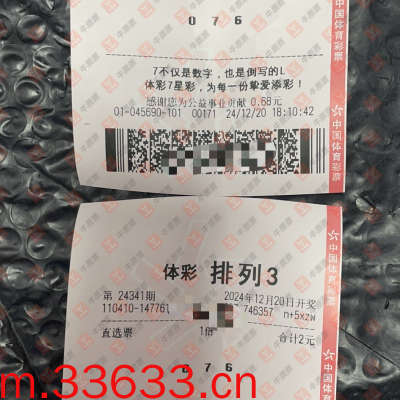 076
7不仅是数字，也是倒写的L
体彩7星彩，为每一份挚爱添彩！
感谢您为公益事业贡献 0.68元
01-045690-101 00171 24/12/20 18:10:42
中国体育彩票
体彩 排列3
第 24341期 2024年12月20日开奖
110410-147761 746357 n+5xzw
直选票 1倍 合计2元
076
中国体育彩票
m.33633.cn